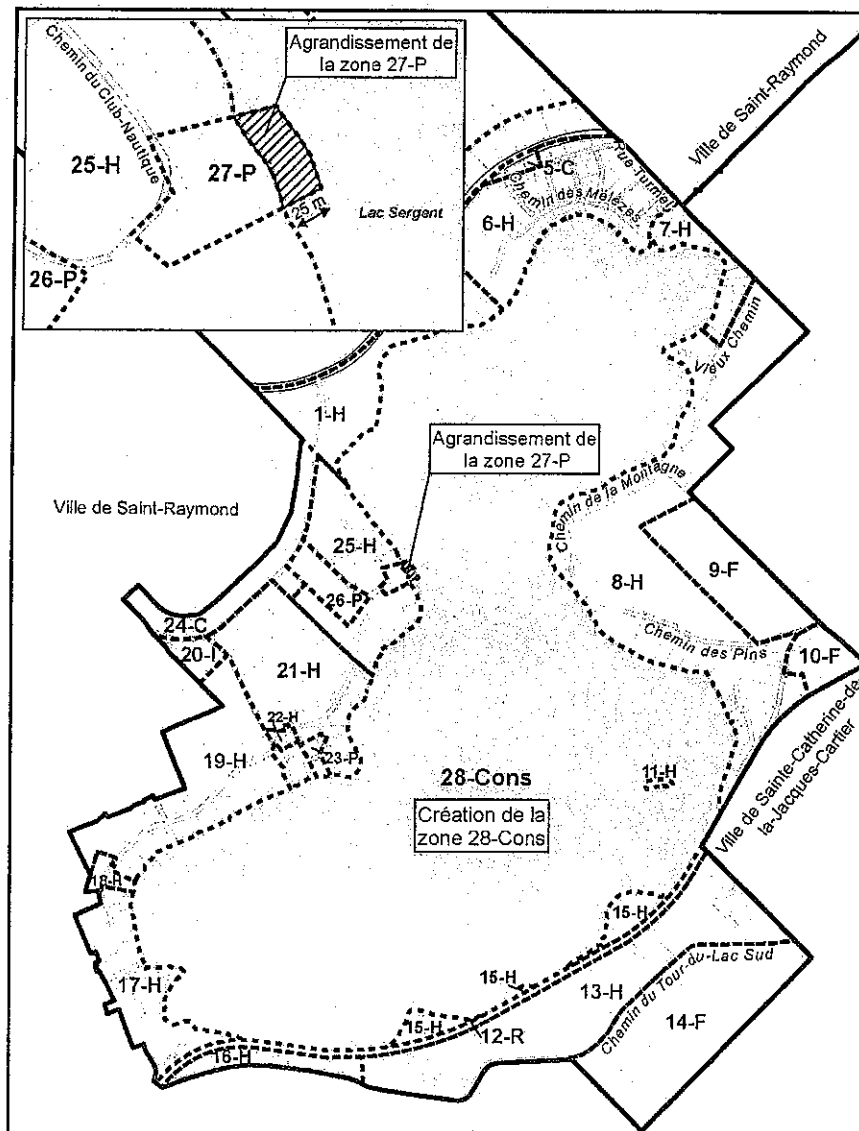 Agrandissement de
la zone 27-P
Chemin du Club-Nautique
25-H
27-P
25 m
Lac Sergent
26-P
Ville de Saint-Raymond
5-C
Rue Turmel
Chemin des Mélèzes
6-H
7-H
Vieux Chemin
1-H
Agrandissement de
la zone 27-P
Chemin de la Montagne
Ville de Saint-Raymond
25-H
8-H
9-F
26-P
24-C
20-I
Chemin des Pins
10-F
21-H
22-H
23-P
19-H
28-Cons
11-H
Création de la
zone 28-Cons
Ville de Sainte-Catherine-de-
la-Jacques-Cartier
18-R
15-H
17-H
15-H
13-H
Chemin du Tour-du-Lac Sud
15-H
12-R
14-F
16-H